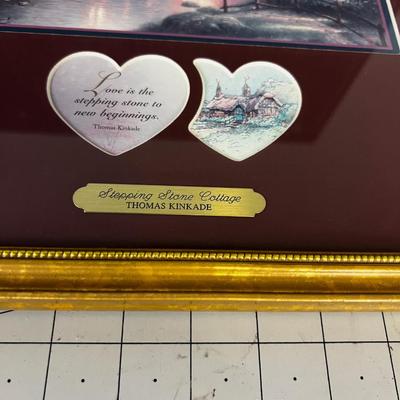 Love is the
stepping stone to
new beginnings.
Thomas Kinkade
Stepping Stone Cottage
THOMAS KINKADE